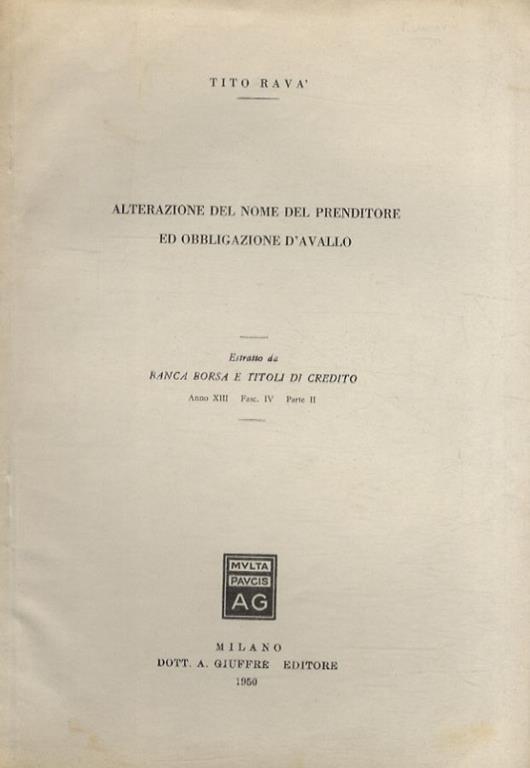 TITO RAVA'
ALTERAZIONE DEL NOME DEL PRENDITORE
ED OBBLIGAZIONE D'AVALLO
Estratto da
BANCA BORSA E TITOLI DI CREDITO
Anno XIII Fasc. IV Parte II
MVLTA
PAVCIS
AG
MILANO
DOTT. A. GIUFFRÈ EDITORE
1950